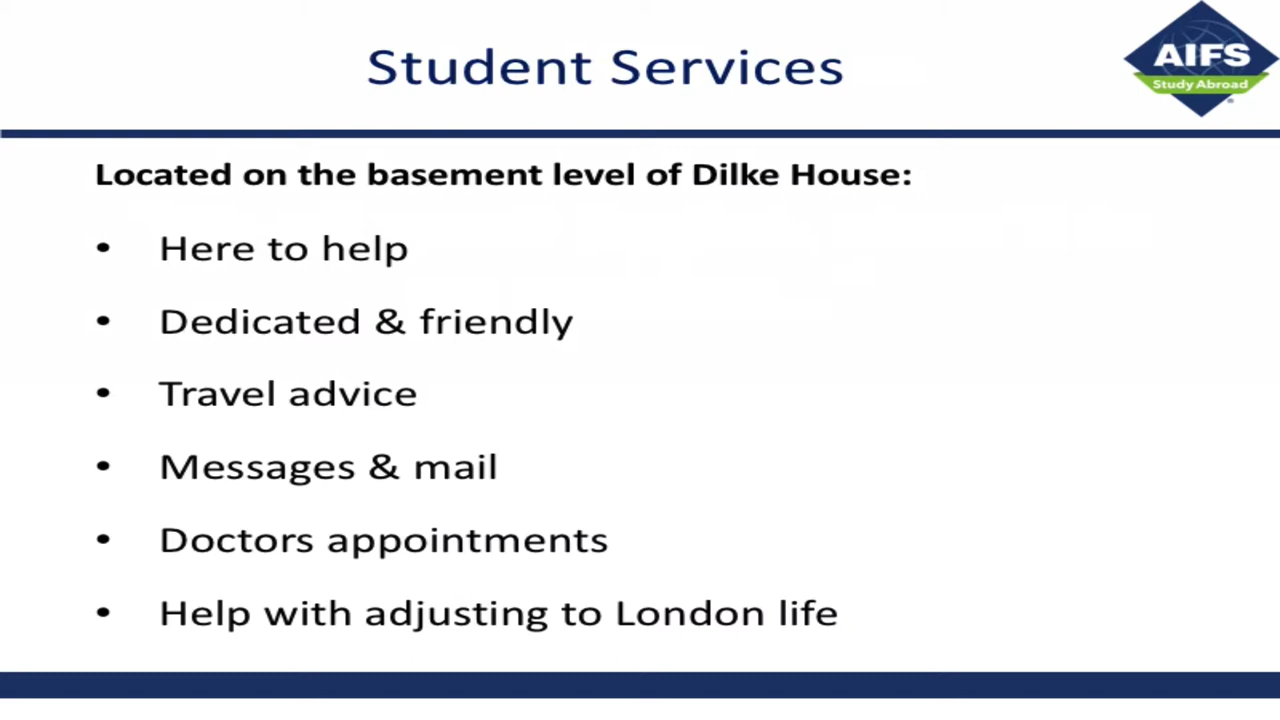 Student Services
AIFS
Study Abroad
Located on the basement level of Dilke House:
• Here to help
• Dedicated & friendly
• Travel advice
• Messages & mail
• Doctors appointments
• Help with adjusting to London life